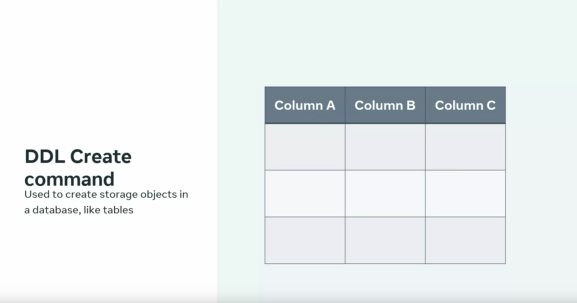 DDL Create
command
Used to create storage objects in
a database, like tables
Column A Column B Column C